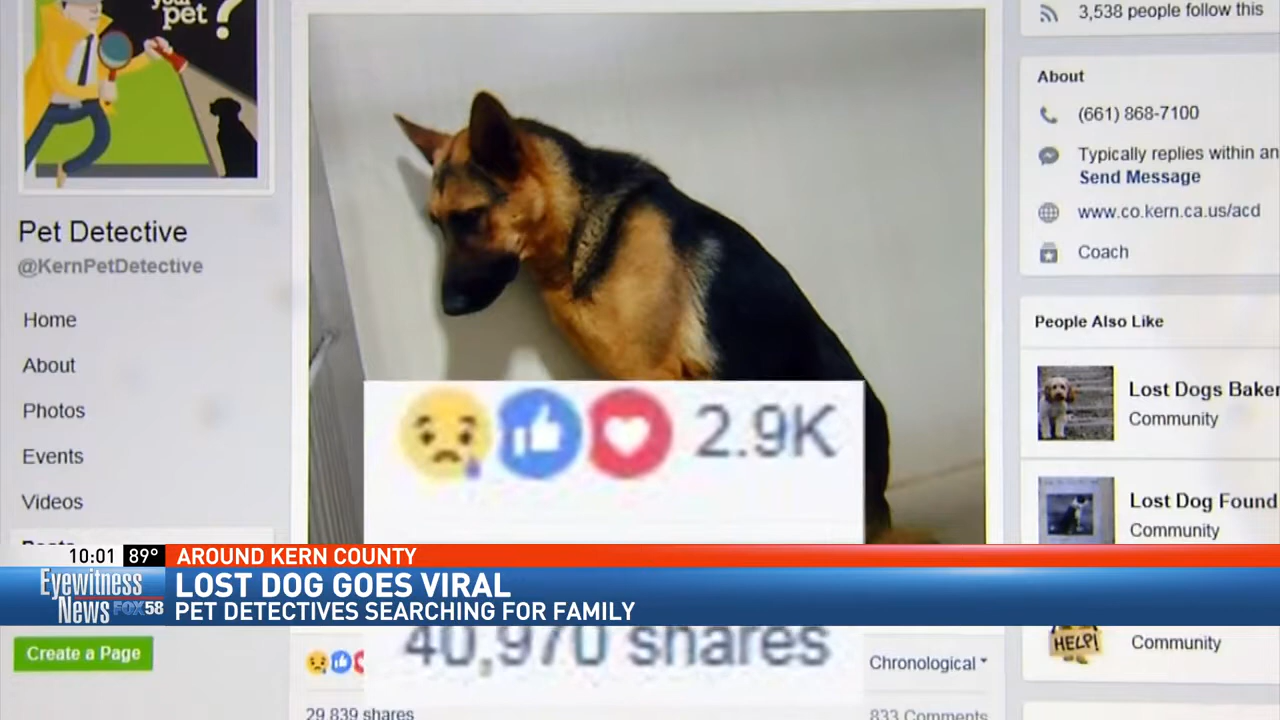 your
pet ?
Pet Detective
@KernPetDetective
Home
About
Photos
Events
Videos
Create a Page
2.9K
40,970 shares
29,839 shares
Chronological
833 Comments
3,538 people follow this
About
(661) 868-7100
Typically replies within an
Send Message
www.co.kern.ca.us/acd
Coach
People Also Like
Lost Dogs Baker
Community
Lost Dog Found
Community
HELP!
Community
10:01 89°
AROUND KERN COUNTY
Eyewitness
News FOX58
LOST DOG GOES VIRAL
PET DETECTIVES SEARCHING FOR FAMILY